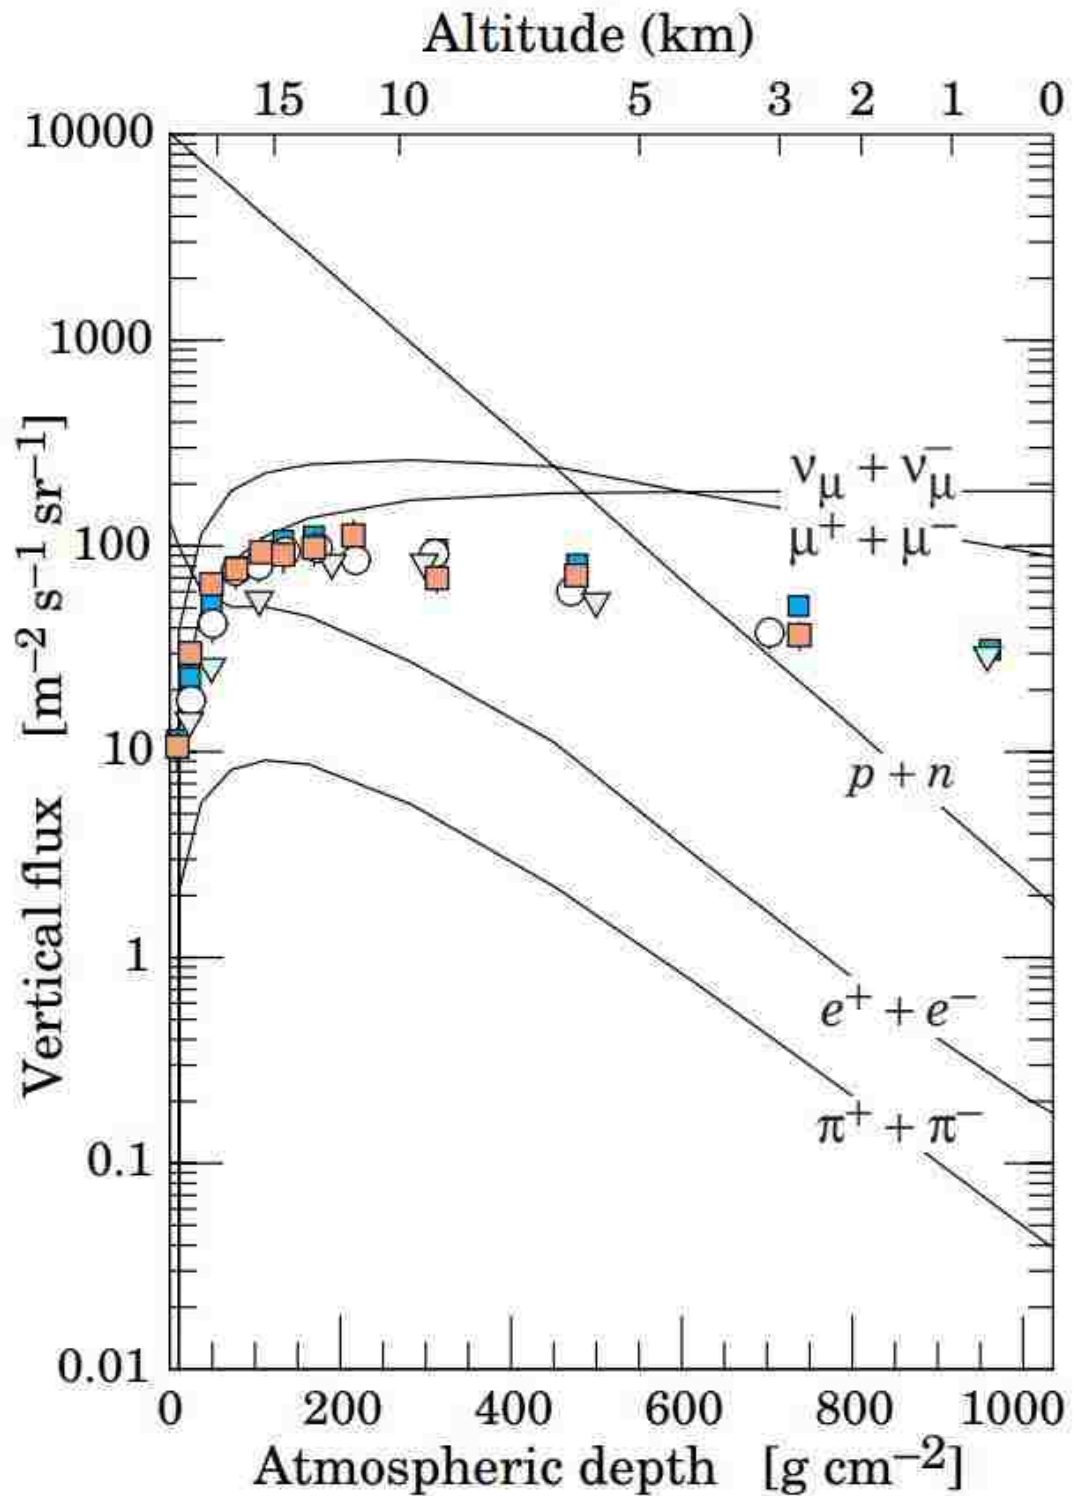 Altitude (km)
15 10 5 3 2 1 0
10000
1000
100
10
1
0.1
0.01
Vertical flux [m⁻² s⁻¹ sr⁻¹]
νμ + ν̄μ
μ⁺ + μ⁻
p + n
e⁺ + e⁻
π⁺ + π⁻
0 200 400 600 800 1000
Atmospheric depth [g cm⁻²]